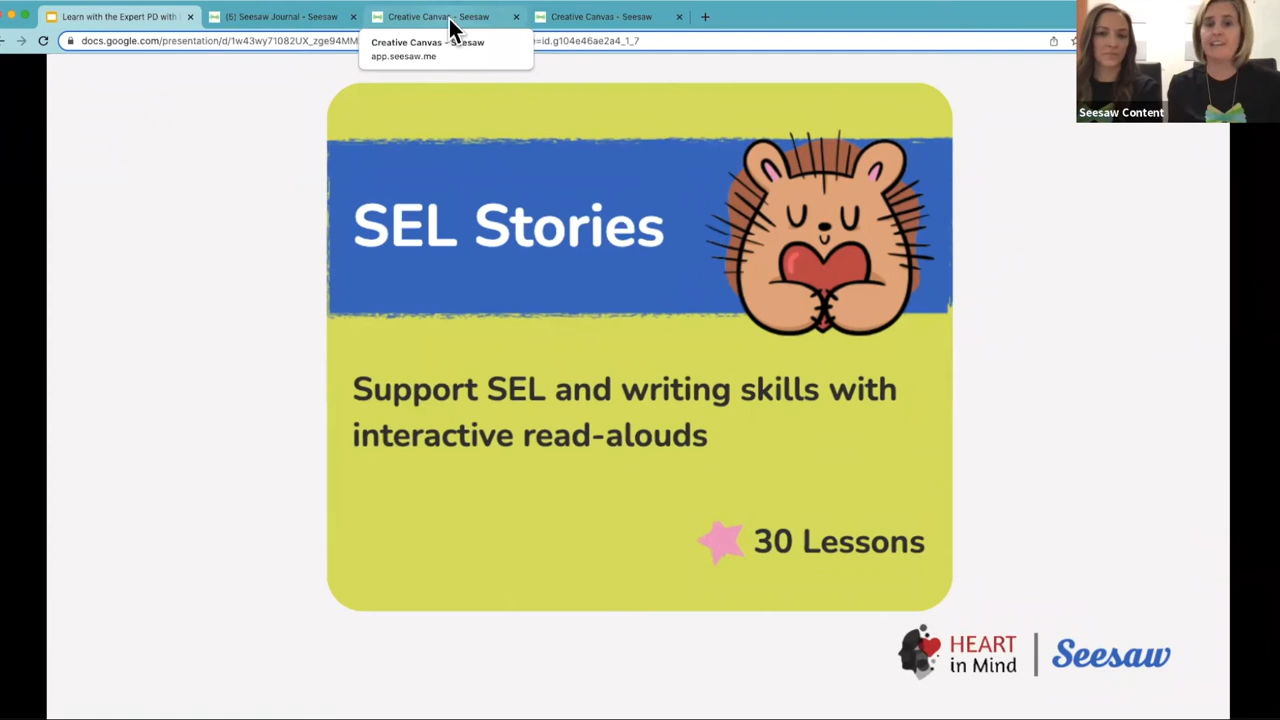 Learn with the Expert PD with
(5) Seesaw Journal - Seesaw
Creative Canvas - Seesaw
Creative Canvas - Seesaw
docs.google.com/presentation/d/1w43wy71082UX_zge94MM
=id.g104e46ae2a4_1_7
Creative Canvas - Seesaw
app.seesaw.me
Seesaw Content
SEL Stories
Support SEL and writing skills with
interactive read-alouds
30 Lessons
HEART
in Mind
Seesaw